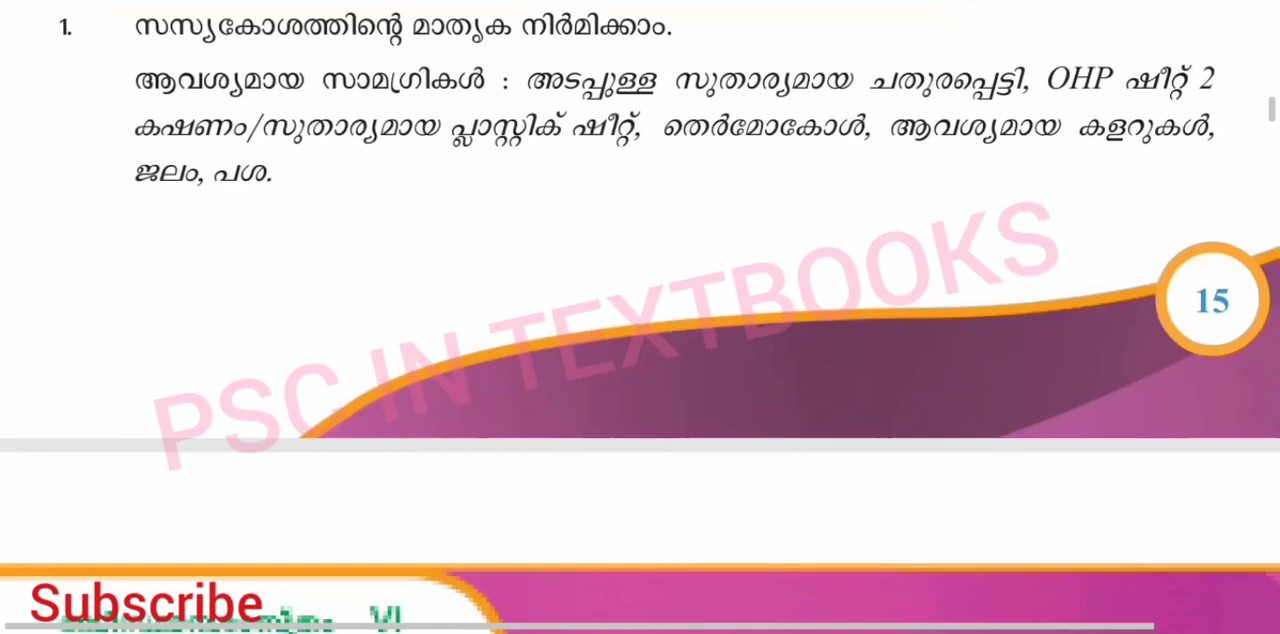 1. സസ്യകോശത്തിന്റെ മാതൃക നിർമിക്കാം.
ആവശ്യമായ സാമഗ്രികൾ : അടപ്പുള്ള സുതാര്യമായ ചതുരപ്പെട്ടി, OHP ഷീറ്റ് 2
കഷണം/സുതാര്യമായ പ്ലാസ്റ്റിക് ഷീറ്റ്, തെർമോകോൾ, ആവശ്യമായ കളറുകൾ,
ജലം, പശ.
PSC IN TEXTBOOKS
15
Subscribe
VI